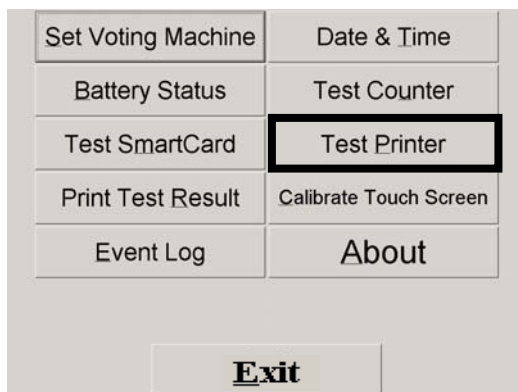 Set Voting Machine
Date & Time
Battery Status
Test Counter
Test SmartCard
Test Printer
Print Test Result
Calibrate Touch Screen
Event Log
About
Exit